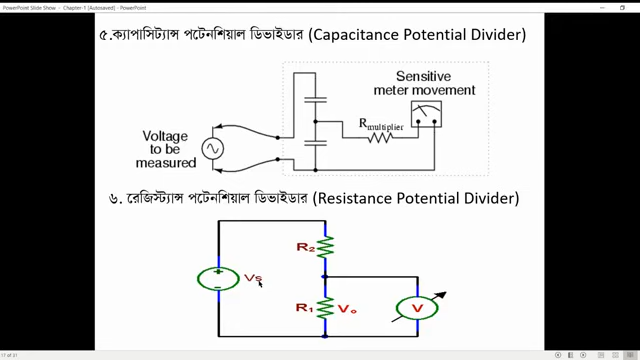 PowerPoint Slide Show - Chapter-1 [Autosaved] - PowerPoint
৫.ক্যাপাসিট্যান্স পটেনশিয়াল ডিভাইডার (Capacitance Potential Divider)
Sensitive
meter movement
Rmultiplier
Voltage
to be
measured
৬. রেজিস্ট্যান্স পটেনশিয়াল ডিভাইডার (Resistance Potential Divider)
R2
Vs
R1
Vo
V